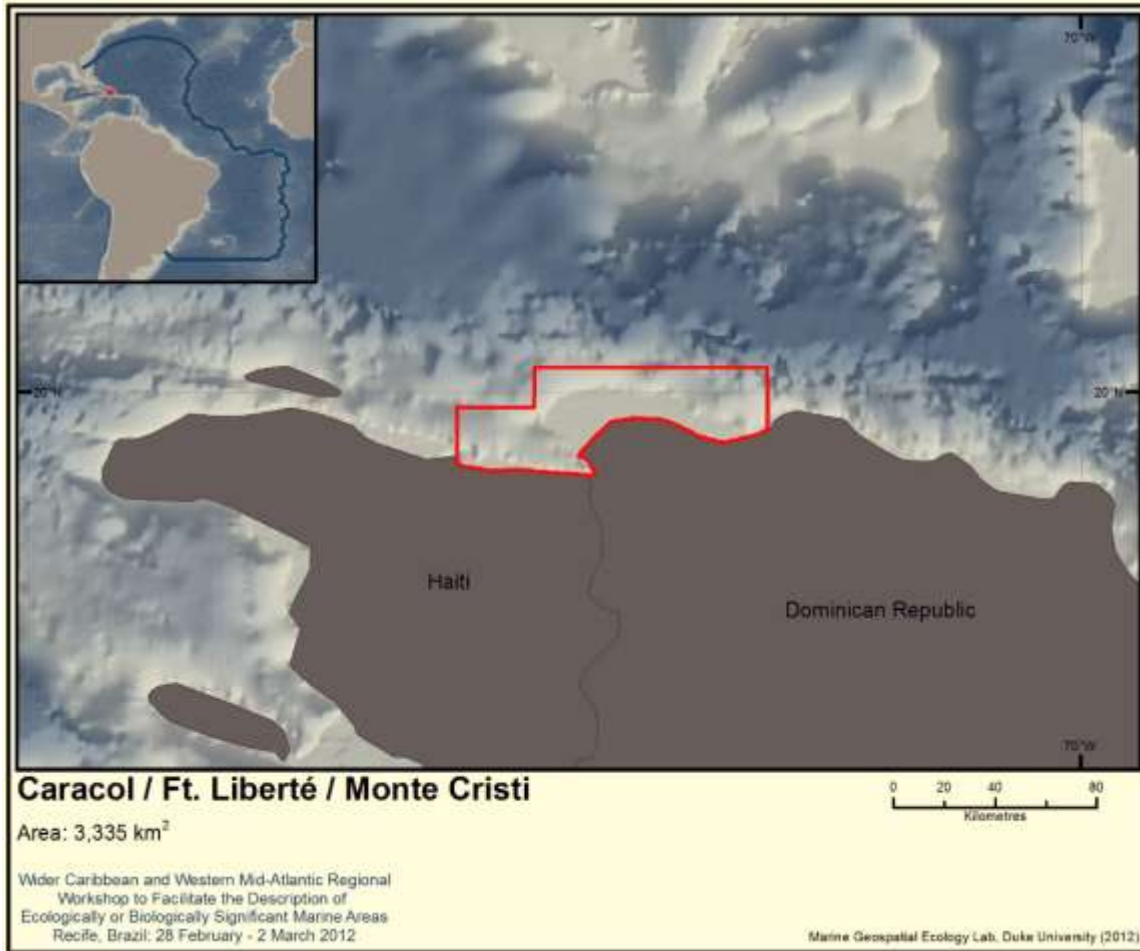 70°W
20°N
20°N
Haiti
Dominican Republic
70°W
Caracol / Ft. Liberté / Monte Cristi
Area: 3,335 km²
0 20 40 80
Kilometres
Wider Caribbean and Western Mid-Atlantic Regional
Workshop to Facilitate the Description of
Ecologically or Biologically Significant Marine Areas
Recife, Brazil: 28 February - 2 March 2012
Marine Geospatial Ecology Lab, Duke University (2012)